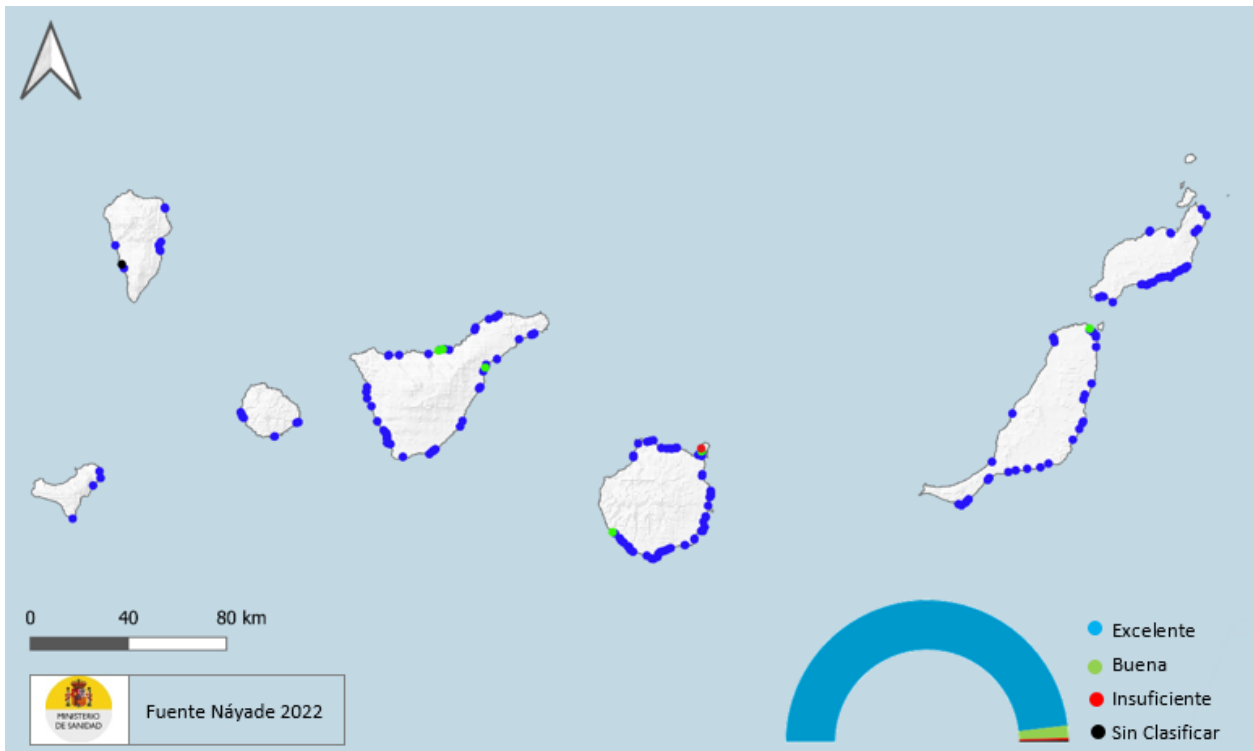 0 40 80 km
MINISTERIO
DE SANIDAD
Fuente Náyade 2022
Excelente
Buena
Insuficiente
Sin Clasificar